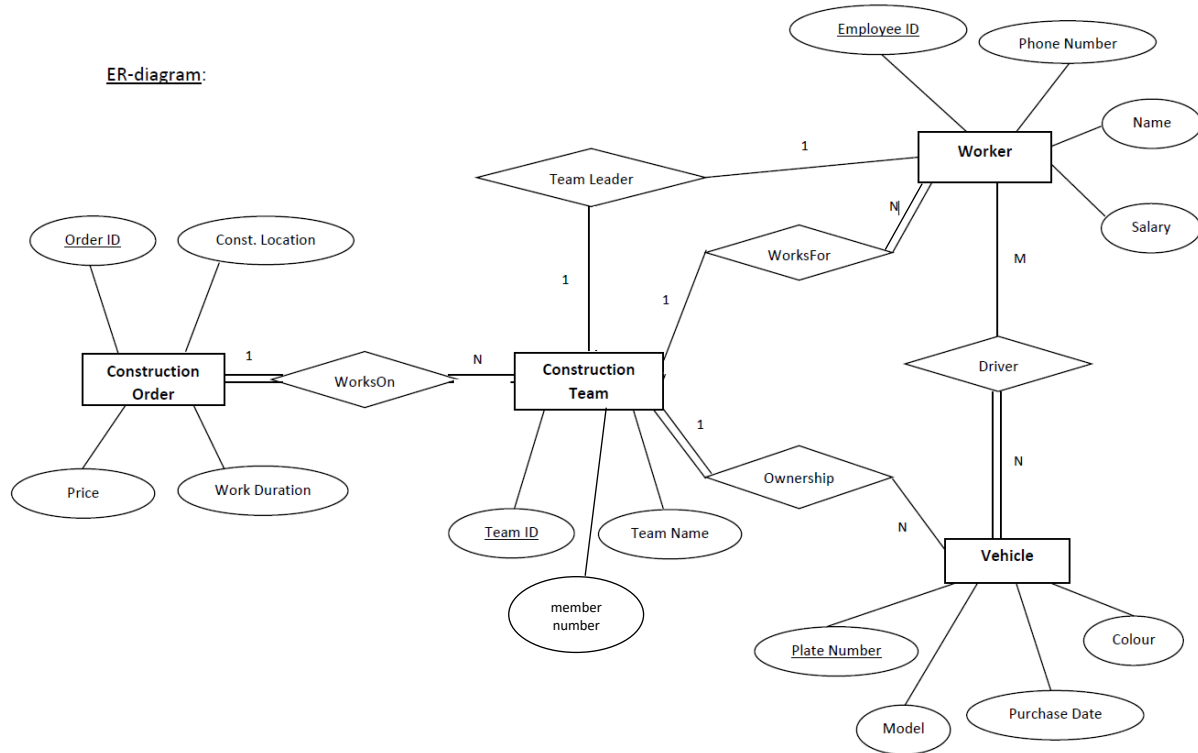 ER-diagram:
Employee ID
Phone Number
Name
Worker
Salary
1
Team Leader
N
WorksFor
M
Order ID
Const. Location
1
1
Driver
Construction
Order
1
WorksOn
N
Construction
Team
1
Ownership
N
N
Price
Work Duration
Team ID
Team Name
member
number
Vehicle
Plate Number
Colour
Model
Purchase Date